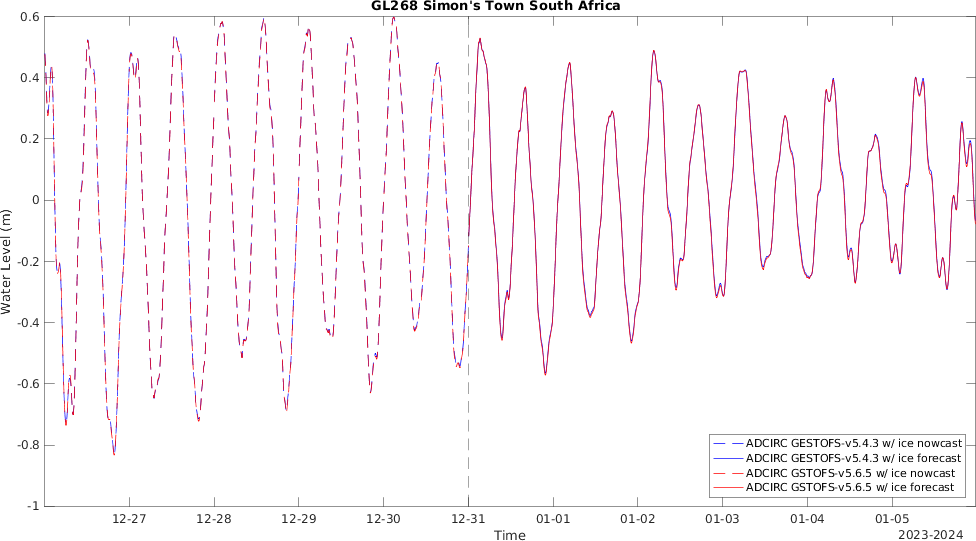 GL268 Simon's Town South Africa
0.6
0.4
0.2
0
-0.2
-0.4
-0.6
-0.8
-1
Water Level (m)
ADCIRC GESTOFS-v5.4.3 w/ ice nowcast
ADCIRC GESTOFS-v5.4.3 w/ ice forecast
ADCIRC GSTOFS-v5.6.5 w/ ice nowcast
ADCIRC GSTOFS-v5.6.5 w/ ice forecast
12-27 12-28 12-29 12-30 12-31 01-01 01-02 01-03 01-04 01-05
Time
2023-2024